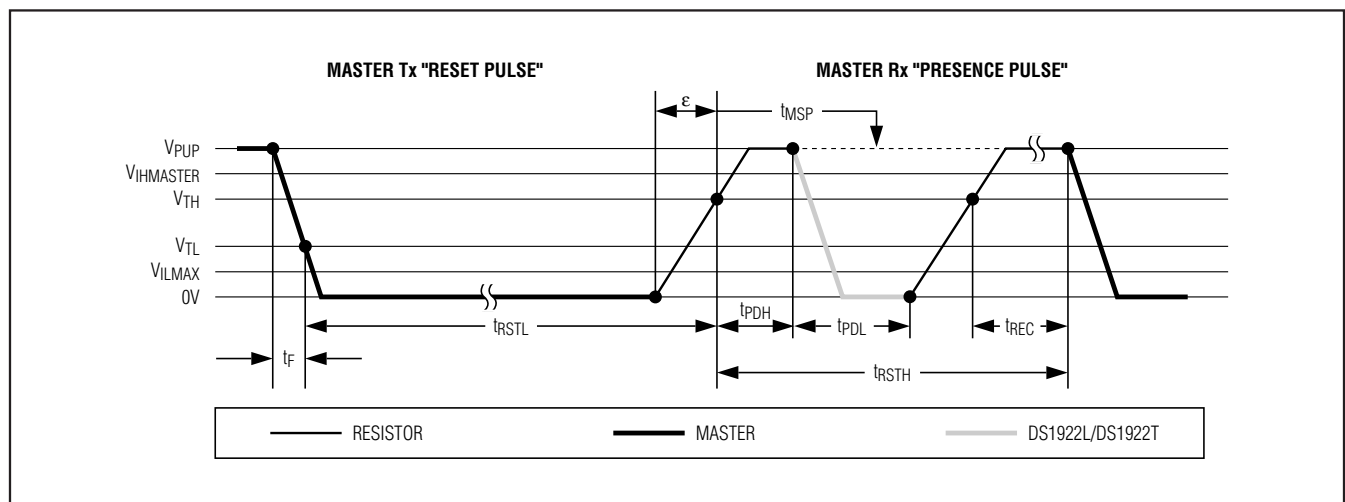 MASTER Tx "RESET PULSE" MASTER Rx "PRESENCE PULSE"
ε tMSP
VPUP
VIHMASTER
VTH
VTL
VILMAX
0V
tRSTL tPDH tPDL tREC
tF tRSTH
RESISTOR MASTER DS1922L/DS1922T